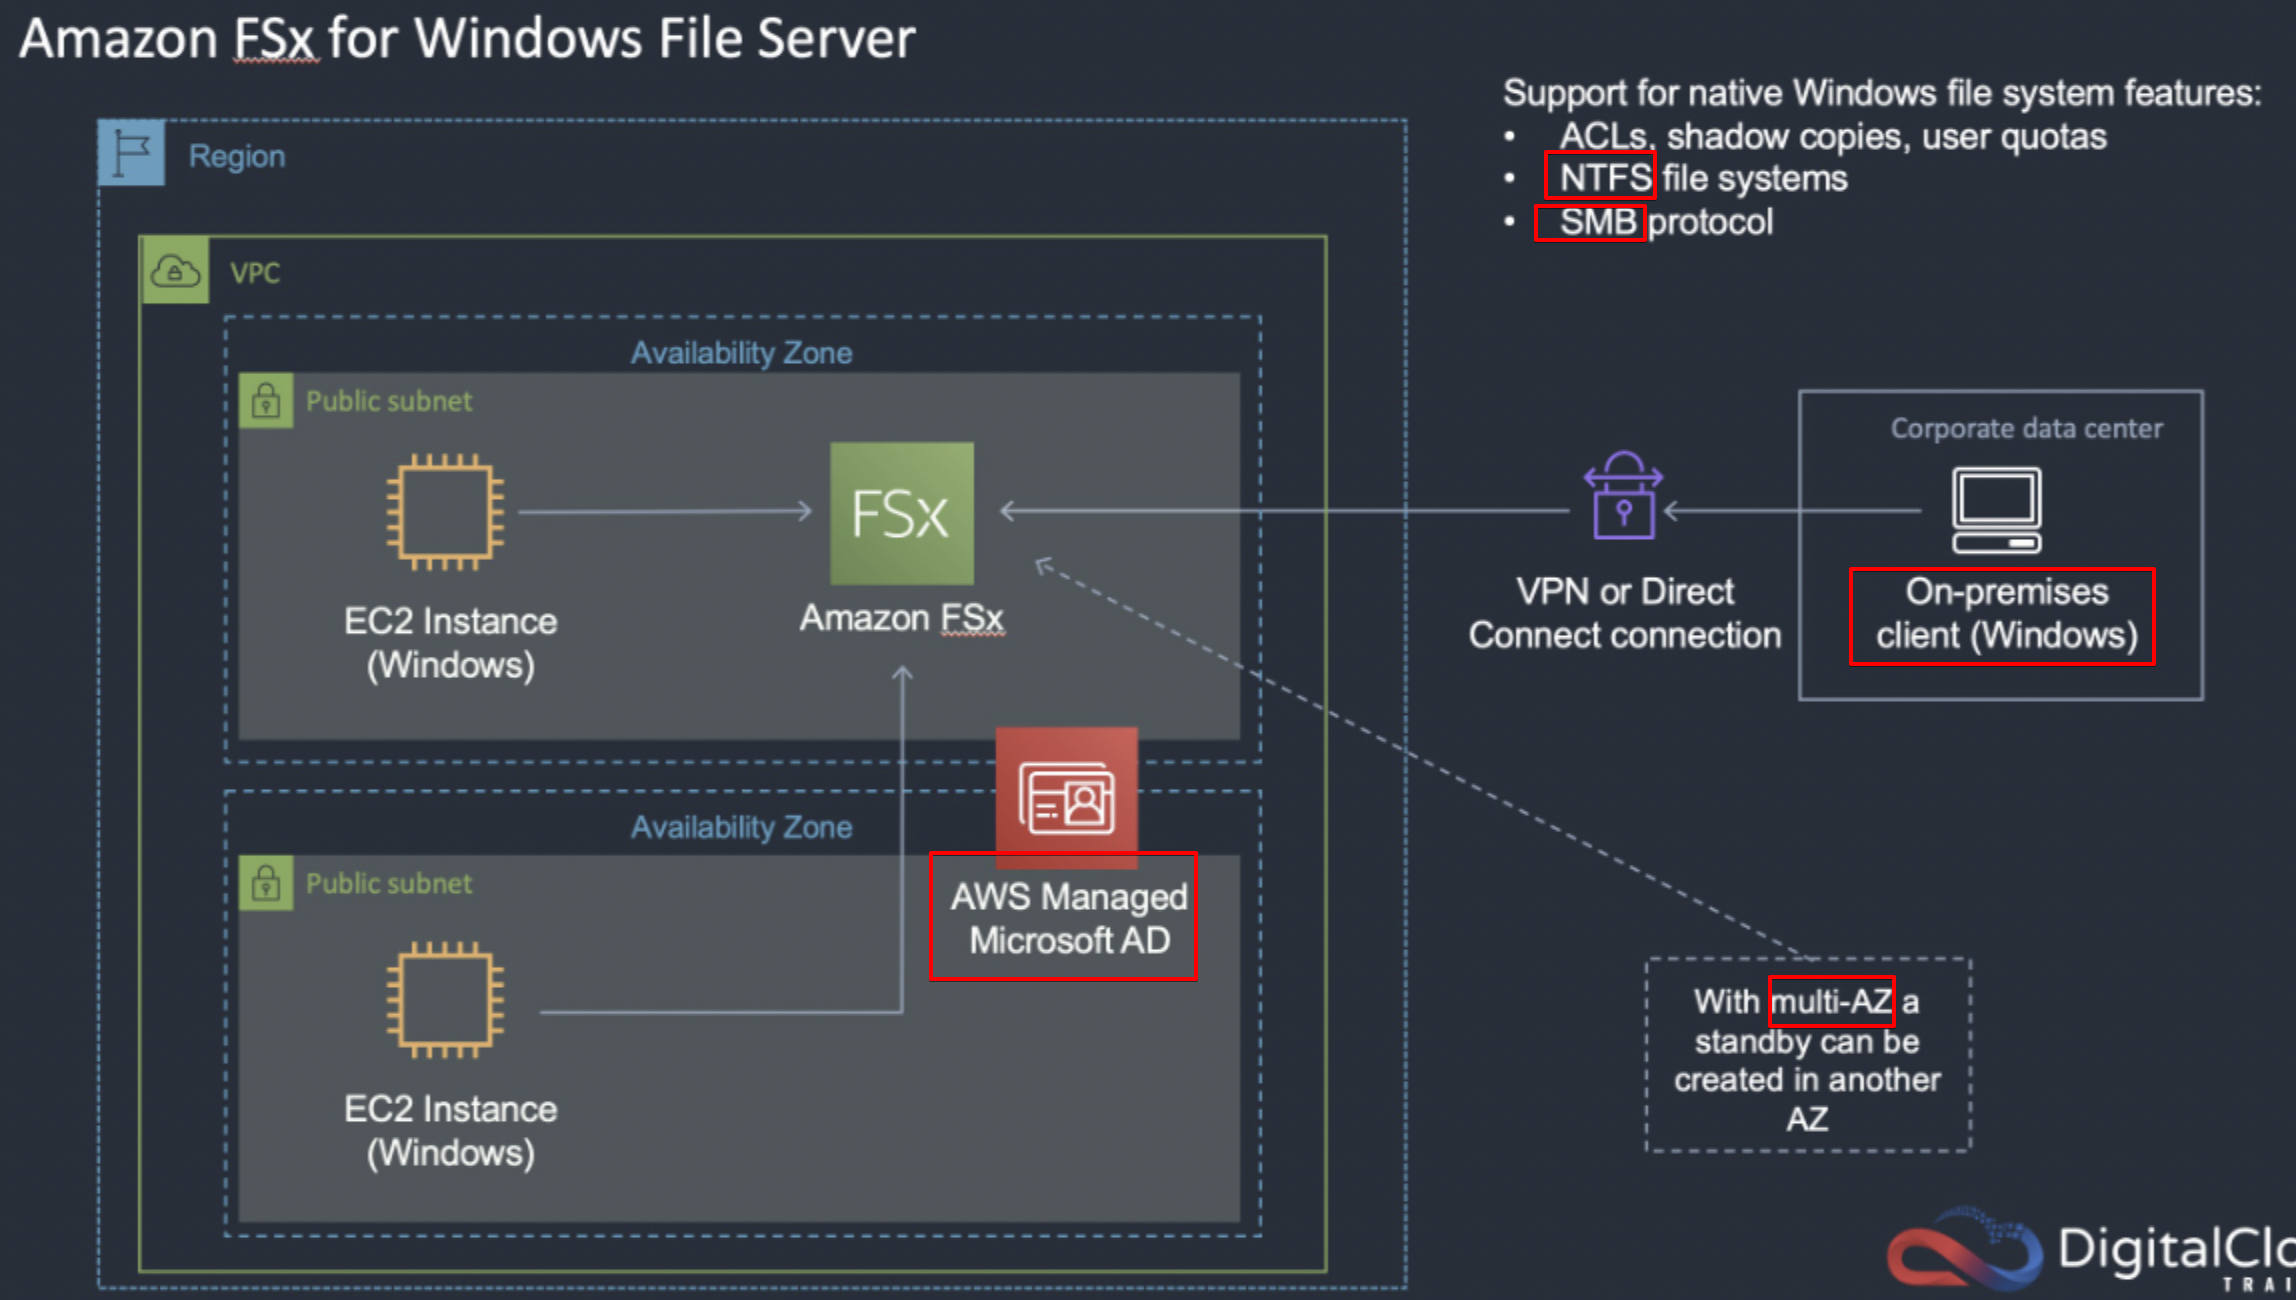 Amazon FSx for Windows File Server
Support for native Windows file system features:
• ACLs, shadow copies, user quotas
• NTFS file systems
• SMB protocol
Region
VPC
Availability Zone
Public subnet
EC2 Instance
(Windows)
FSx
Amazon FSx
VPN or Direct
Connect connection
Corporate data center
On-premises
client (Windows)
Availability Zone
Public subnet
AWS Managed
Microsoft AD
EC2 Instance
(Windows)
With multi-AZ a
standby can be
created in another
AZ
DigitalClo
TRAI